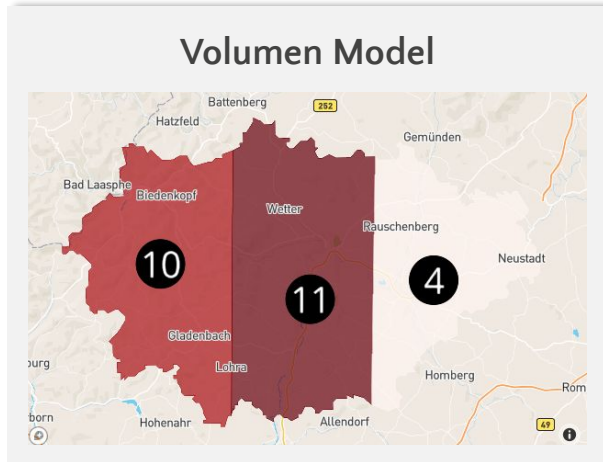 Volumen Model
Battenberg
252
Hatzfeld
Gemünden
Bad Laasphe
Biedenkopf
Wetter
Rauschenberg
Neustadt
10
11
4
Gladenbach
Lohra
burg
Homberg
Rom
born
Hohenahr
Allendorf
49
i